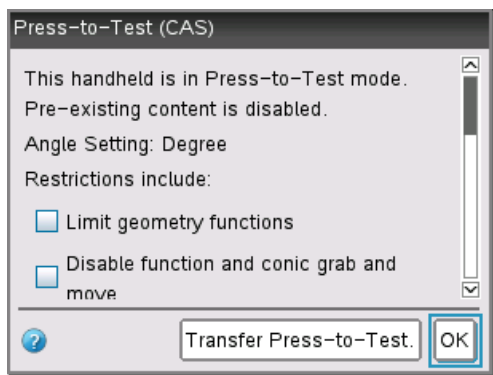 Press-to-Test (CAS)
This handheld is in Press-to-Test mode.
Pre-existing content is disabled.
Angle Setting: Degree
Restrictions include:
Limit geometry functions
Disable function and conic grab and
move
?
Transfer Press-to-Test.
OK